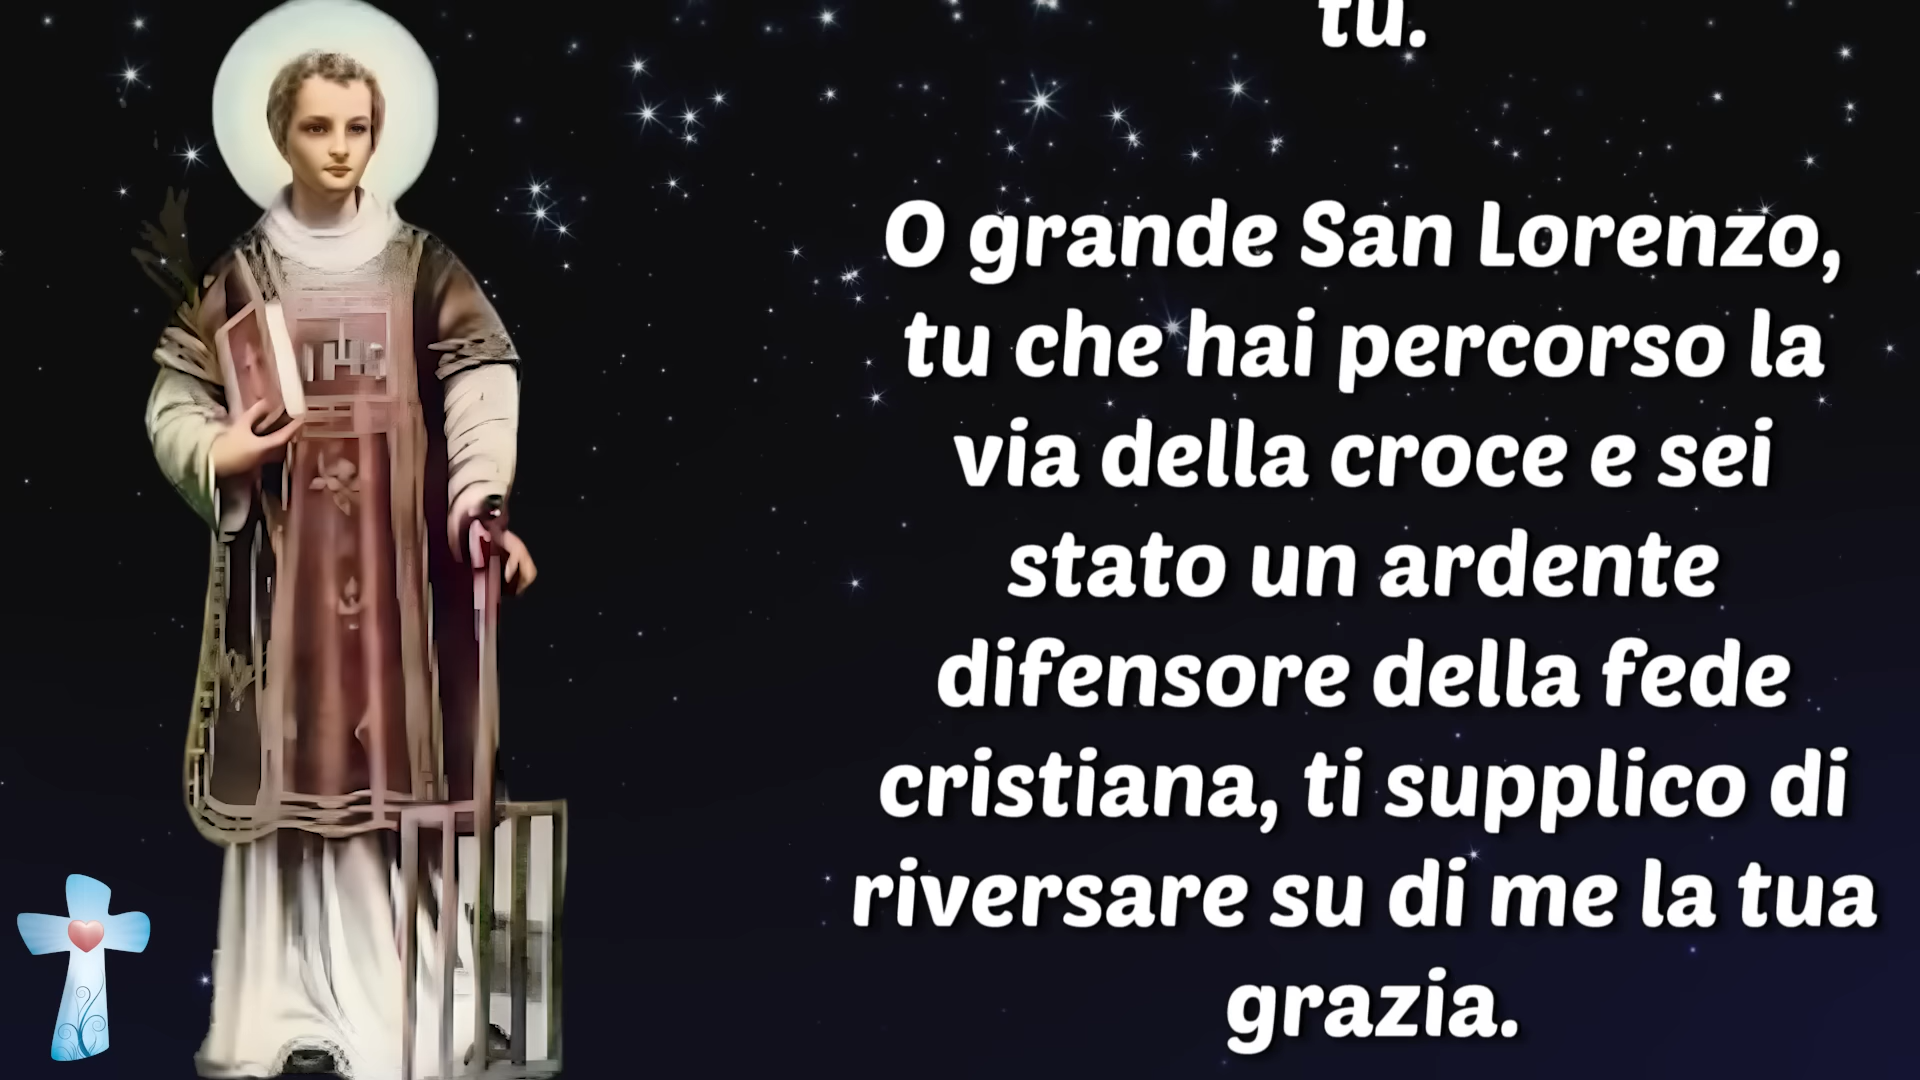 tu.
O grande San Lorenzo,
tu che hai percorso la
via della croce e sei
stato un ardente
difensore della fede
cristiana, ti supplico di
riversare su di me la tua
grazia.